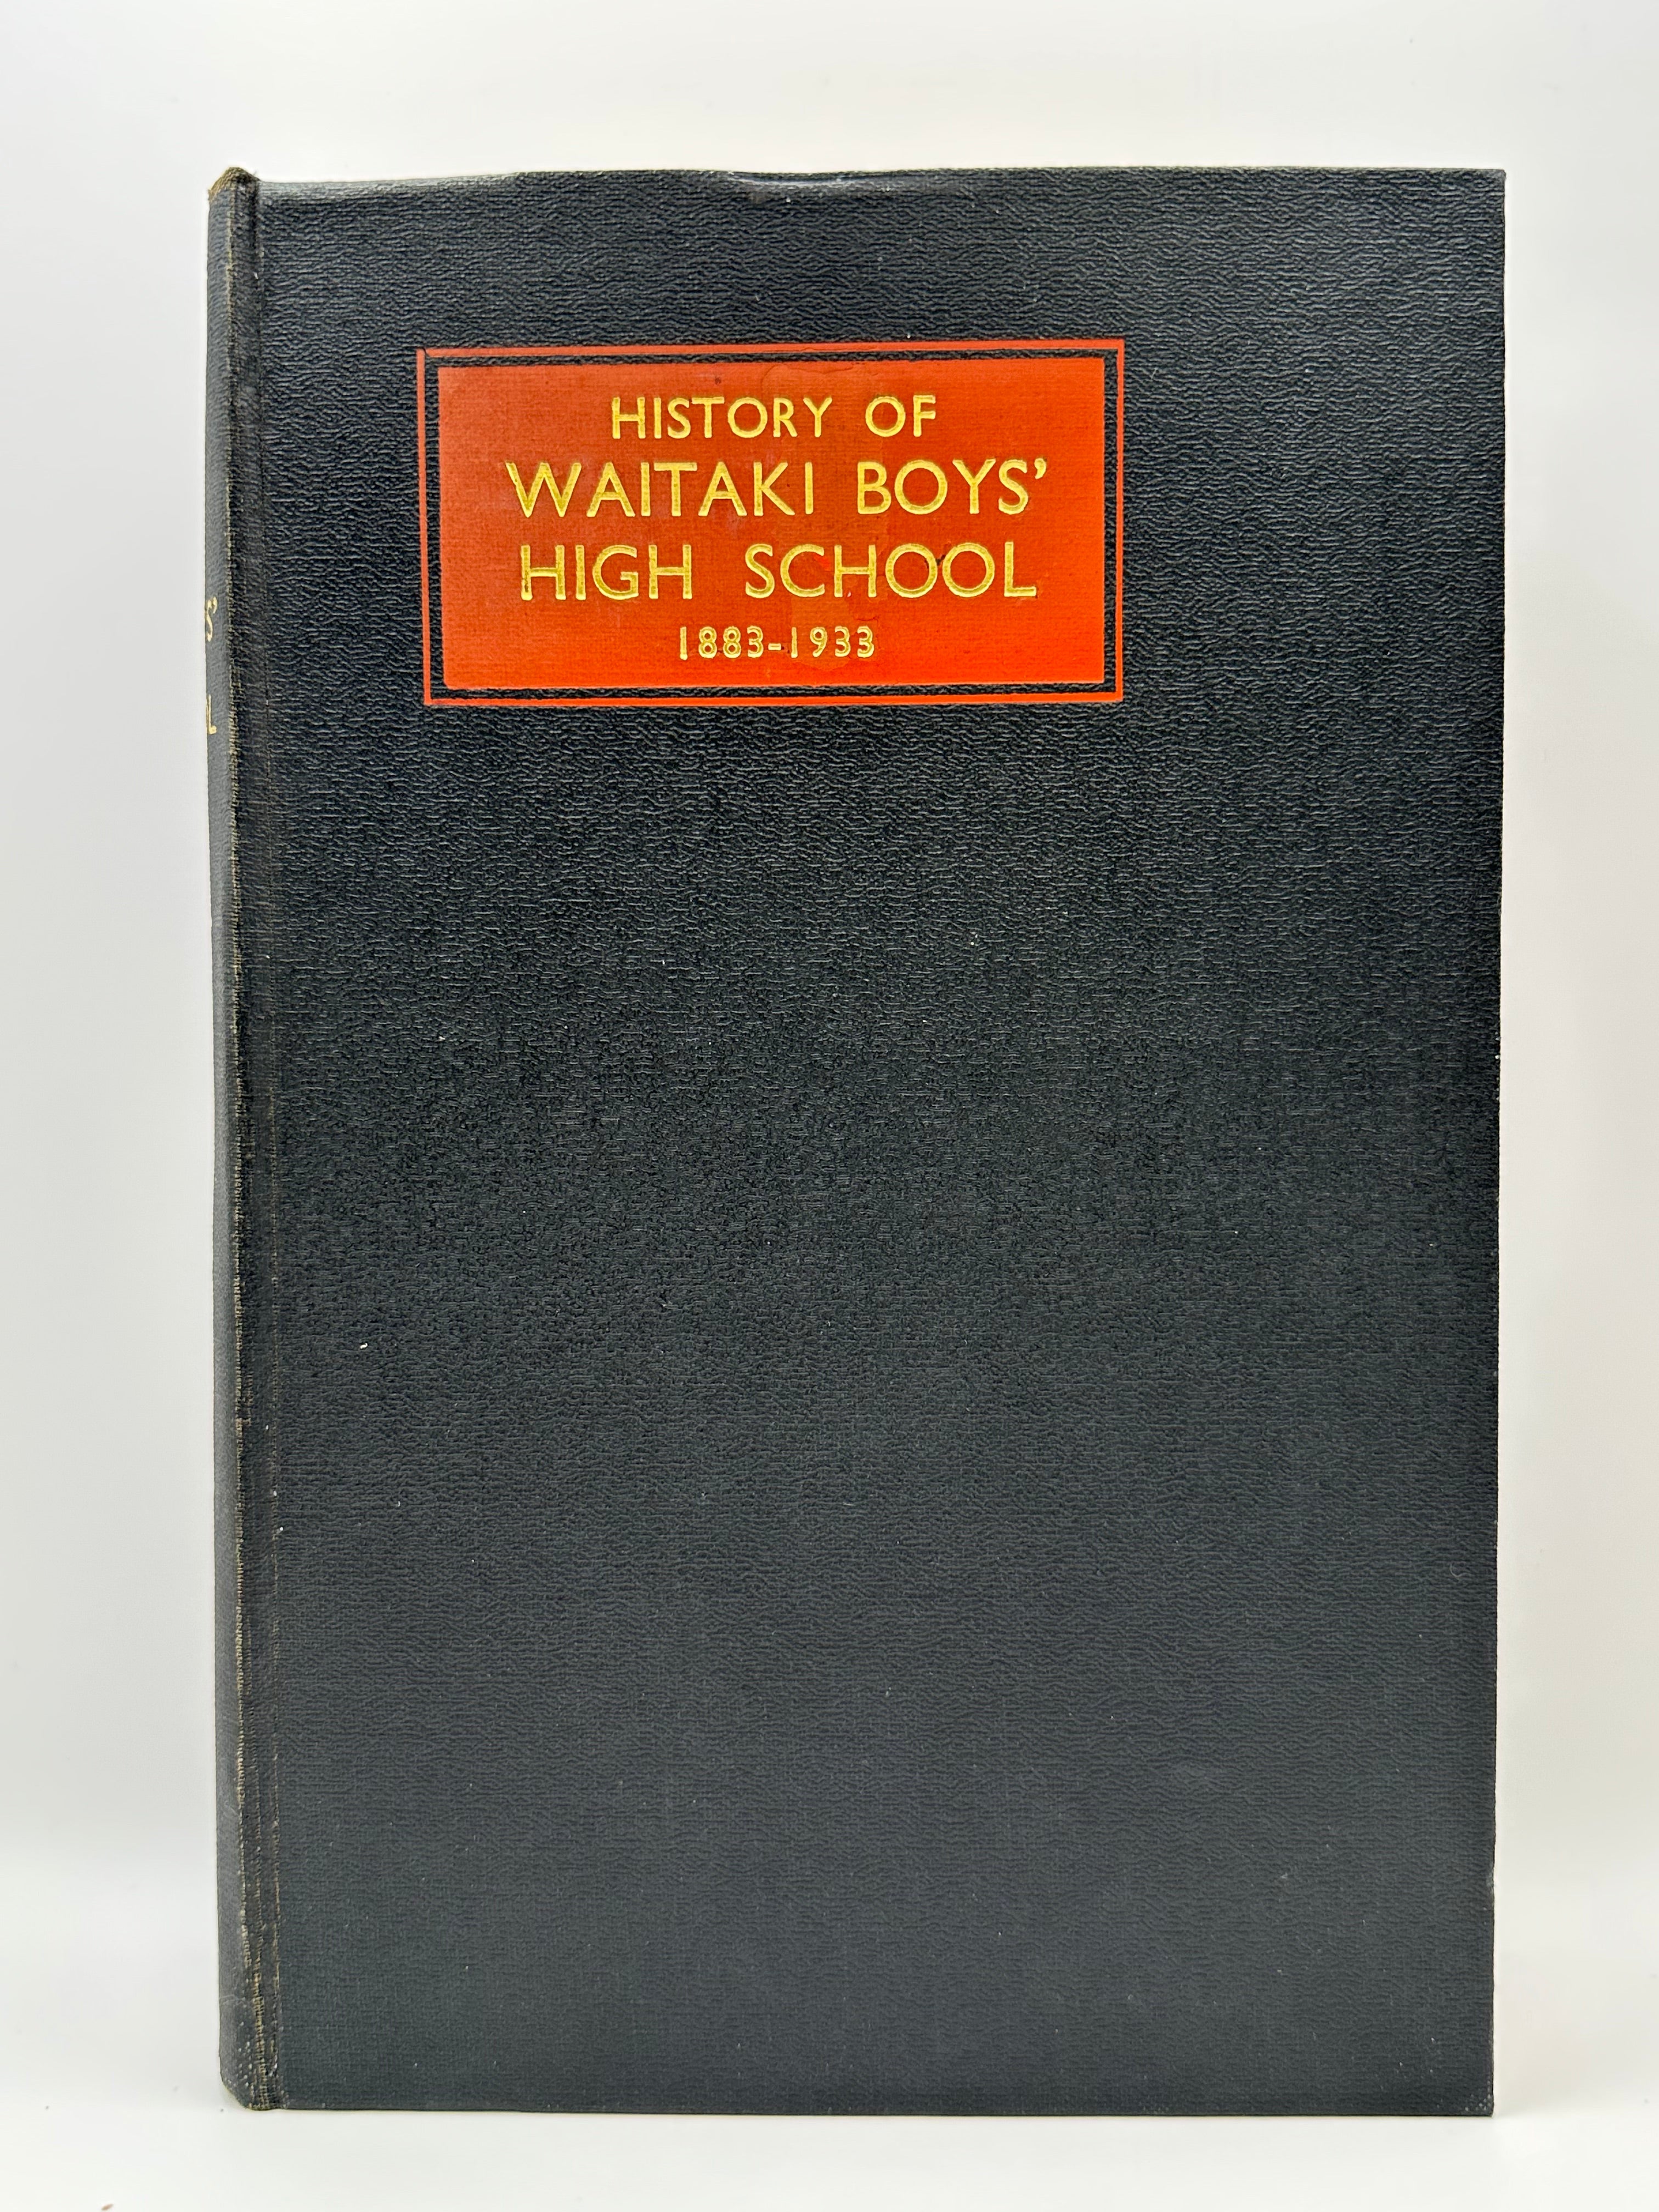 HISTORY OF
WAITAKI BOYS'
HIGH SCHOOL
1883-1933